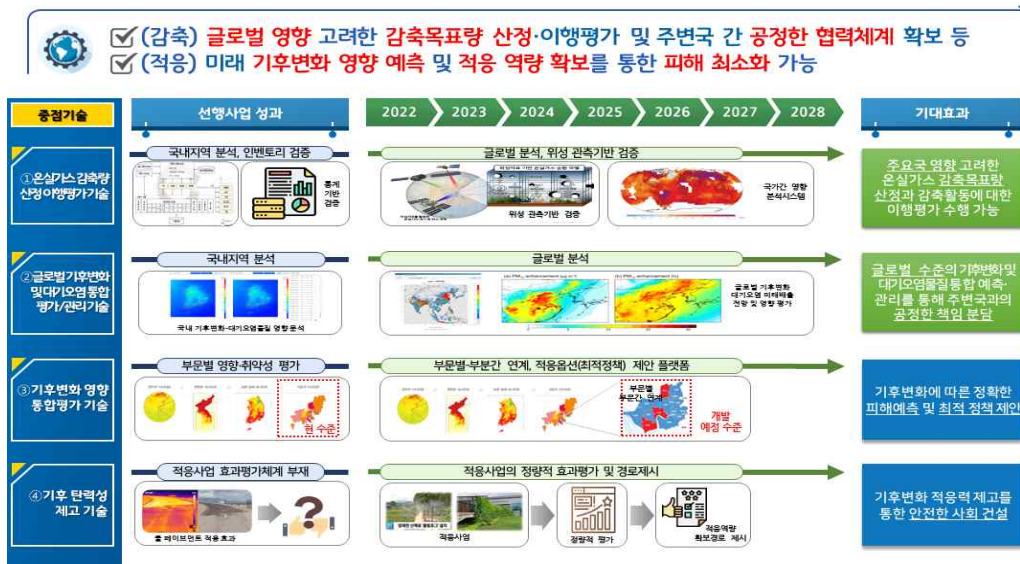 (감축) 글로벌 영향 고려한 감축목표량 산정·이행평가 및 주변국 간 공정한 협력체계 확보 등
(적응) 미래 기후변화 영향 예측 및 적응 역량 확보를 통한 피해 최소화 가능
중점기술
선행사업 성과
2022 2023 2024 2025 2026 2027 2028
기대효과
①온실가스 감축량
산정이행평가기술
국내지역 분석, 인벤토리 검증
통계
기반
검증
글로벌 분석, 위성 관측기반 검증
위성 관측기반 검증
국가간 영향
분석시스템
주요국 영향 고려한
온실가스 감축목표량
산정과 감축활동에 대한
이행평가 수행 가능
②글로벌기후변화
및대기오염통합
평가/관리기술
국내지역 분석
국내 기후변화-대기오염물질 영향분석
글로벌 분석
글로벌 기후변화
대기오염 미래배출
전망 및 영향 평가
글로벌 수준의 기후변화및
대기오염물질통합 예측·
관리를 통해 주변국과의
공정한 책임 분담
③기후변화 영향
통합평가 기술
부문별 영향·취약성 평가
현 수준
부문별-부분간 연계, 적응옵션(최적정책) 제안 플랫폼
부문별
부문간 연계
개발
예정 수준
기후변화에 따른 정확한
피해예측 및 최적 정책 제안
④기후 탄력성
제고 기술
적응사업 효과평가체계 부재
쿨 페이브먼트 적용효과
적응사업의 정량적 효과평가 및 경로제시
적응사업
정량적 평가
적응역량
확보경로 제시
기후변화 적응력 제고를
통한 안전한 사회 건설